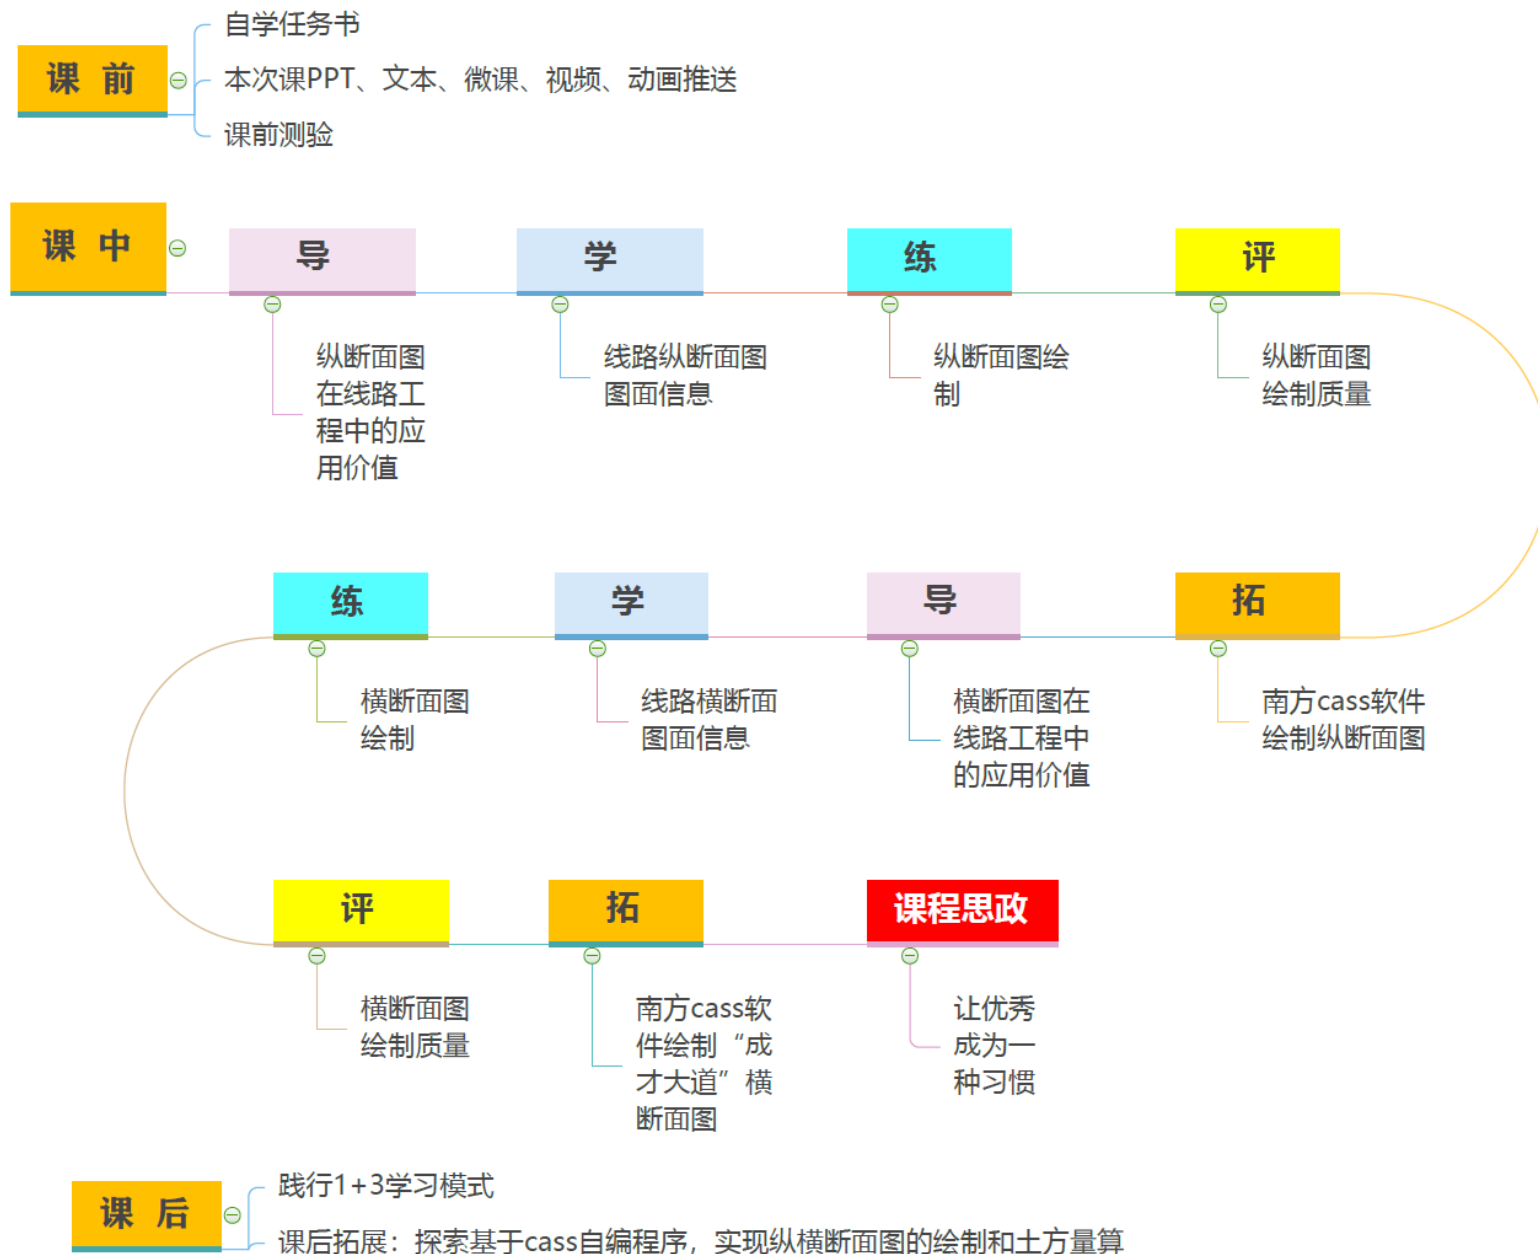 自学任务书
课 前
本次课PPT、文本、微课、视频、动画推送
课前测验
课 中
导
学
练
评
纵断面图
在线路工
程中的应
用价值
线路纵断面图
图面信息
纵断面图绘
制
纵断面图
绘制质量
练
学
导
拓
横断面图
绘制
线路横断面
图面信息
横断面图在
线路工程中
的应用价值
南方cass软件
绘制纵断面图
评
拓
课程思政
横断面图
绘制质量
南方cass软
件绘制“成
才大道”横
断面图
让优秀
成为一
种习惯
课 后
践行1+3学习模式
课后拓展：探索基于cass自编程序，实现纵横断面图的绘制和土方量算